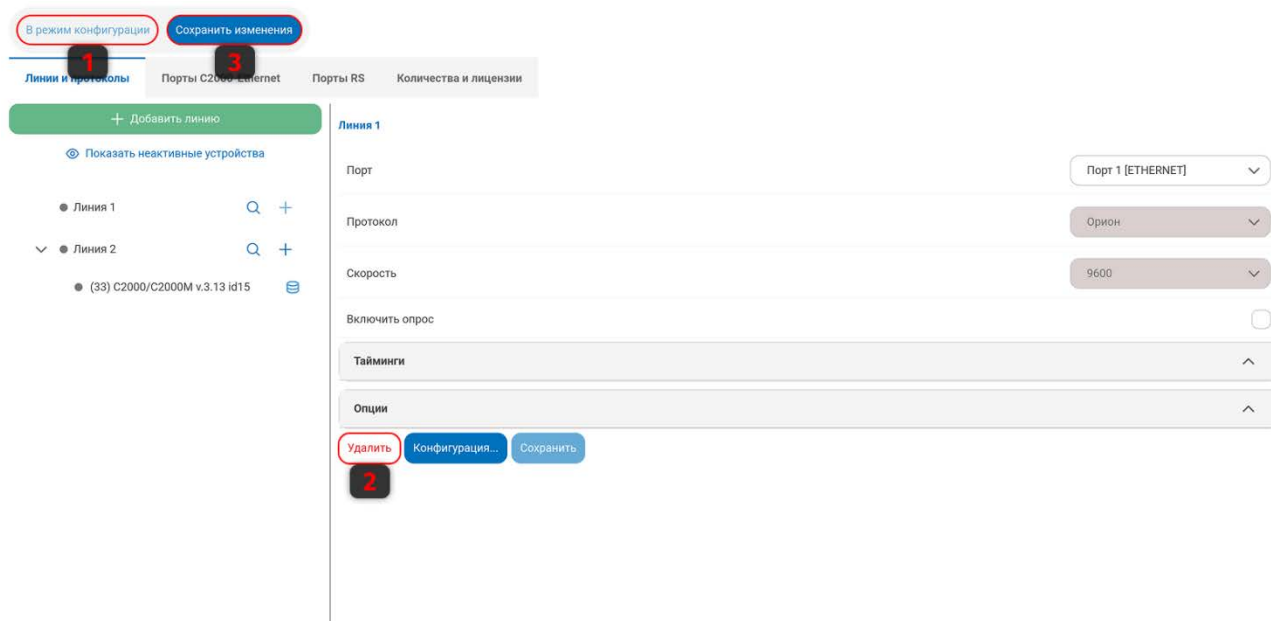 В режим конфигурации Сохранить изменения
1 3
Линии и протоколы Порты С2000-Ethernet Порты RS Количества и лицензии
+ Добавить линию
Показать неактивные устройства
Линия 1
Линия 2
(33) С2000/С2000М v.3.13 id15
Линия 1
Порт Порт 1 [ETHERNET]
Протокол Орион
Скорость 9600
Включить опрос
Тайминги
Опции
Удалить Конфигурация... Сохранить
2